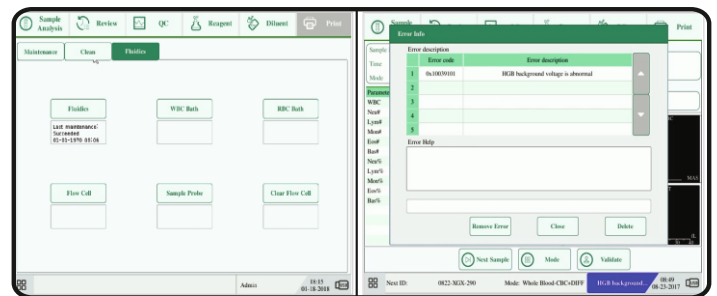 Sample Analysis
Review
QC
Reagent
Diluent
Print
Maintenance
Clean
Fluidics
Fluidics
WBC Bath
RBC Bath
Last maintenance:
Succeeded
01-01-1970 08:06
Flow Cell
Sample Probe
Clear Flow Cell
Admin
10:15
01-18-2018
Print
Error Info
Sample
Time
Mode
Error description
Error code
Error description
1
0x10039101
HGB background voltage is abnormal
2
3
4
5
Error Help
WBC
Neu#
Lym#
Mon#
Eos#
Bas#
Neu%
Lym%
Mon%
Eos%
Bas%
MAS
Remove Error
Close
Delete
Next Sample
Mode
Validate
Next ID:
0822-XGX-290
Mode: Whole Blood-CBC+DIFF
HGB background...
08:49
08-23-2017